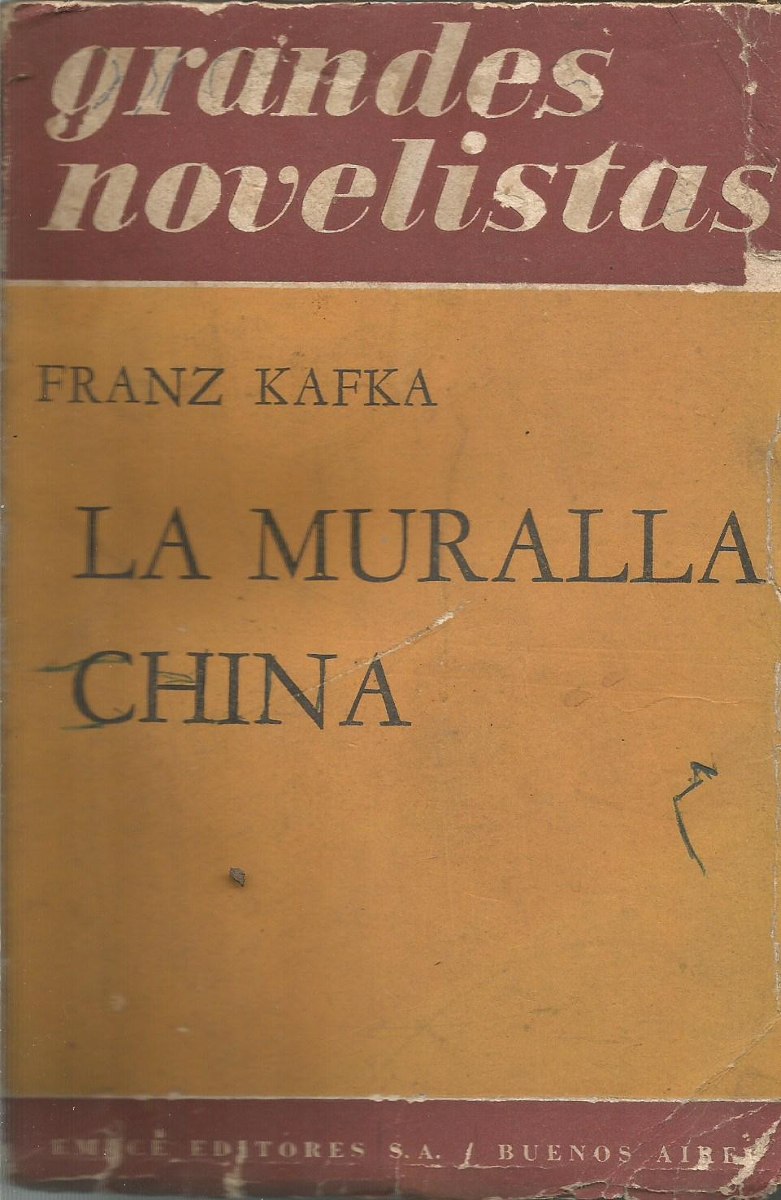 grandes
novelistas
FRANZ KAFKA
LA MURALLA
CHINA
EMECÉ EDITORES S.A. / BUENOS AIRES